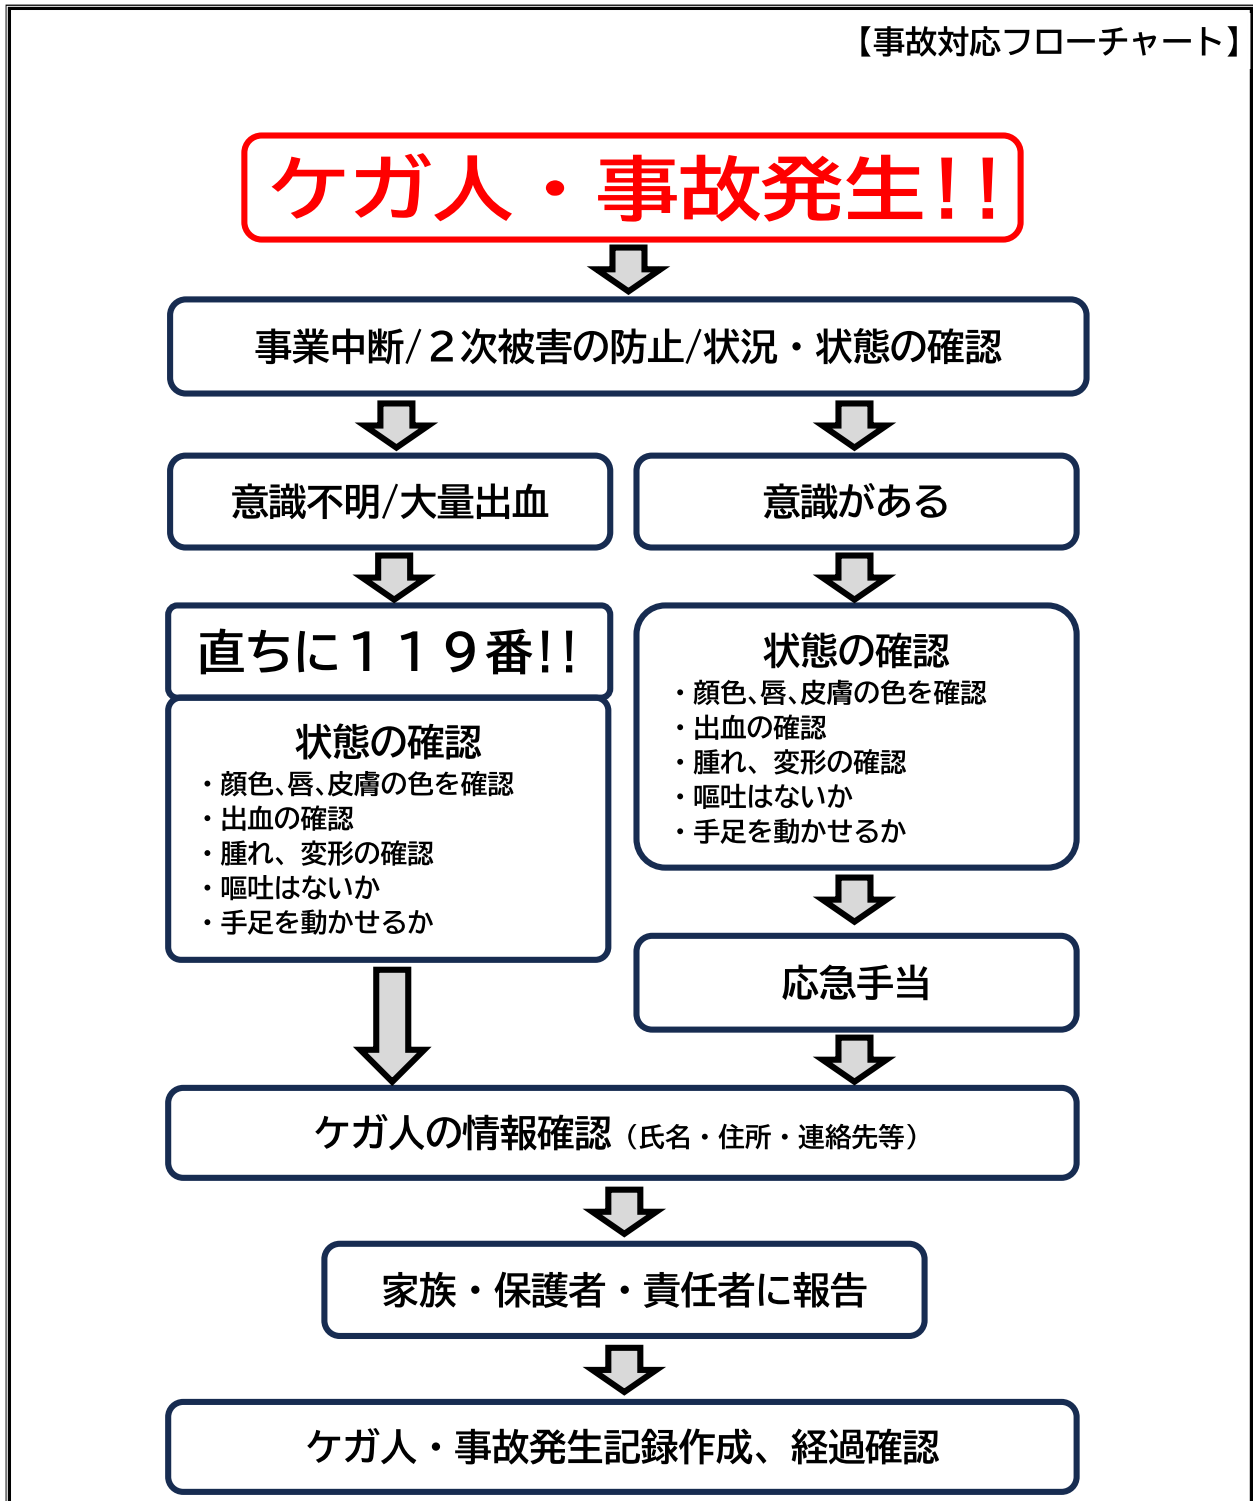 【事故対応フローチャート】
ケガ人・事故発生!!
事業中断/２次被害の防止/状況・状態の確認
意識不明/大量出血
意識がある
直ちに１１９番!!
状態の確認
・顔色、唇、皮膚の色を確認
・出血の確認
・腫れ、変形の確認
・嘔吐はないか
・手足を動かせるか
状態の確認
・顔色、唇、皮膚の色を確認
・出血の確認
・腫れ、変形の確認
・嘔吐はないか
・手足を動かせるか
応急手当
ケガ人の情報確認（氏名・住所・連絡先等）
家族・保護者・責任者に報告
ケガ人・事故発生記録作成、経過確認